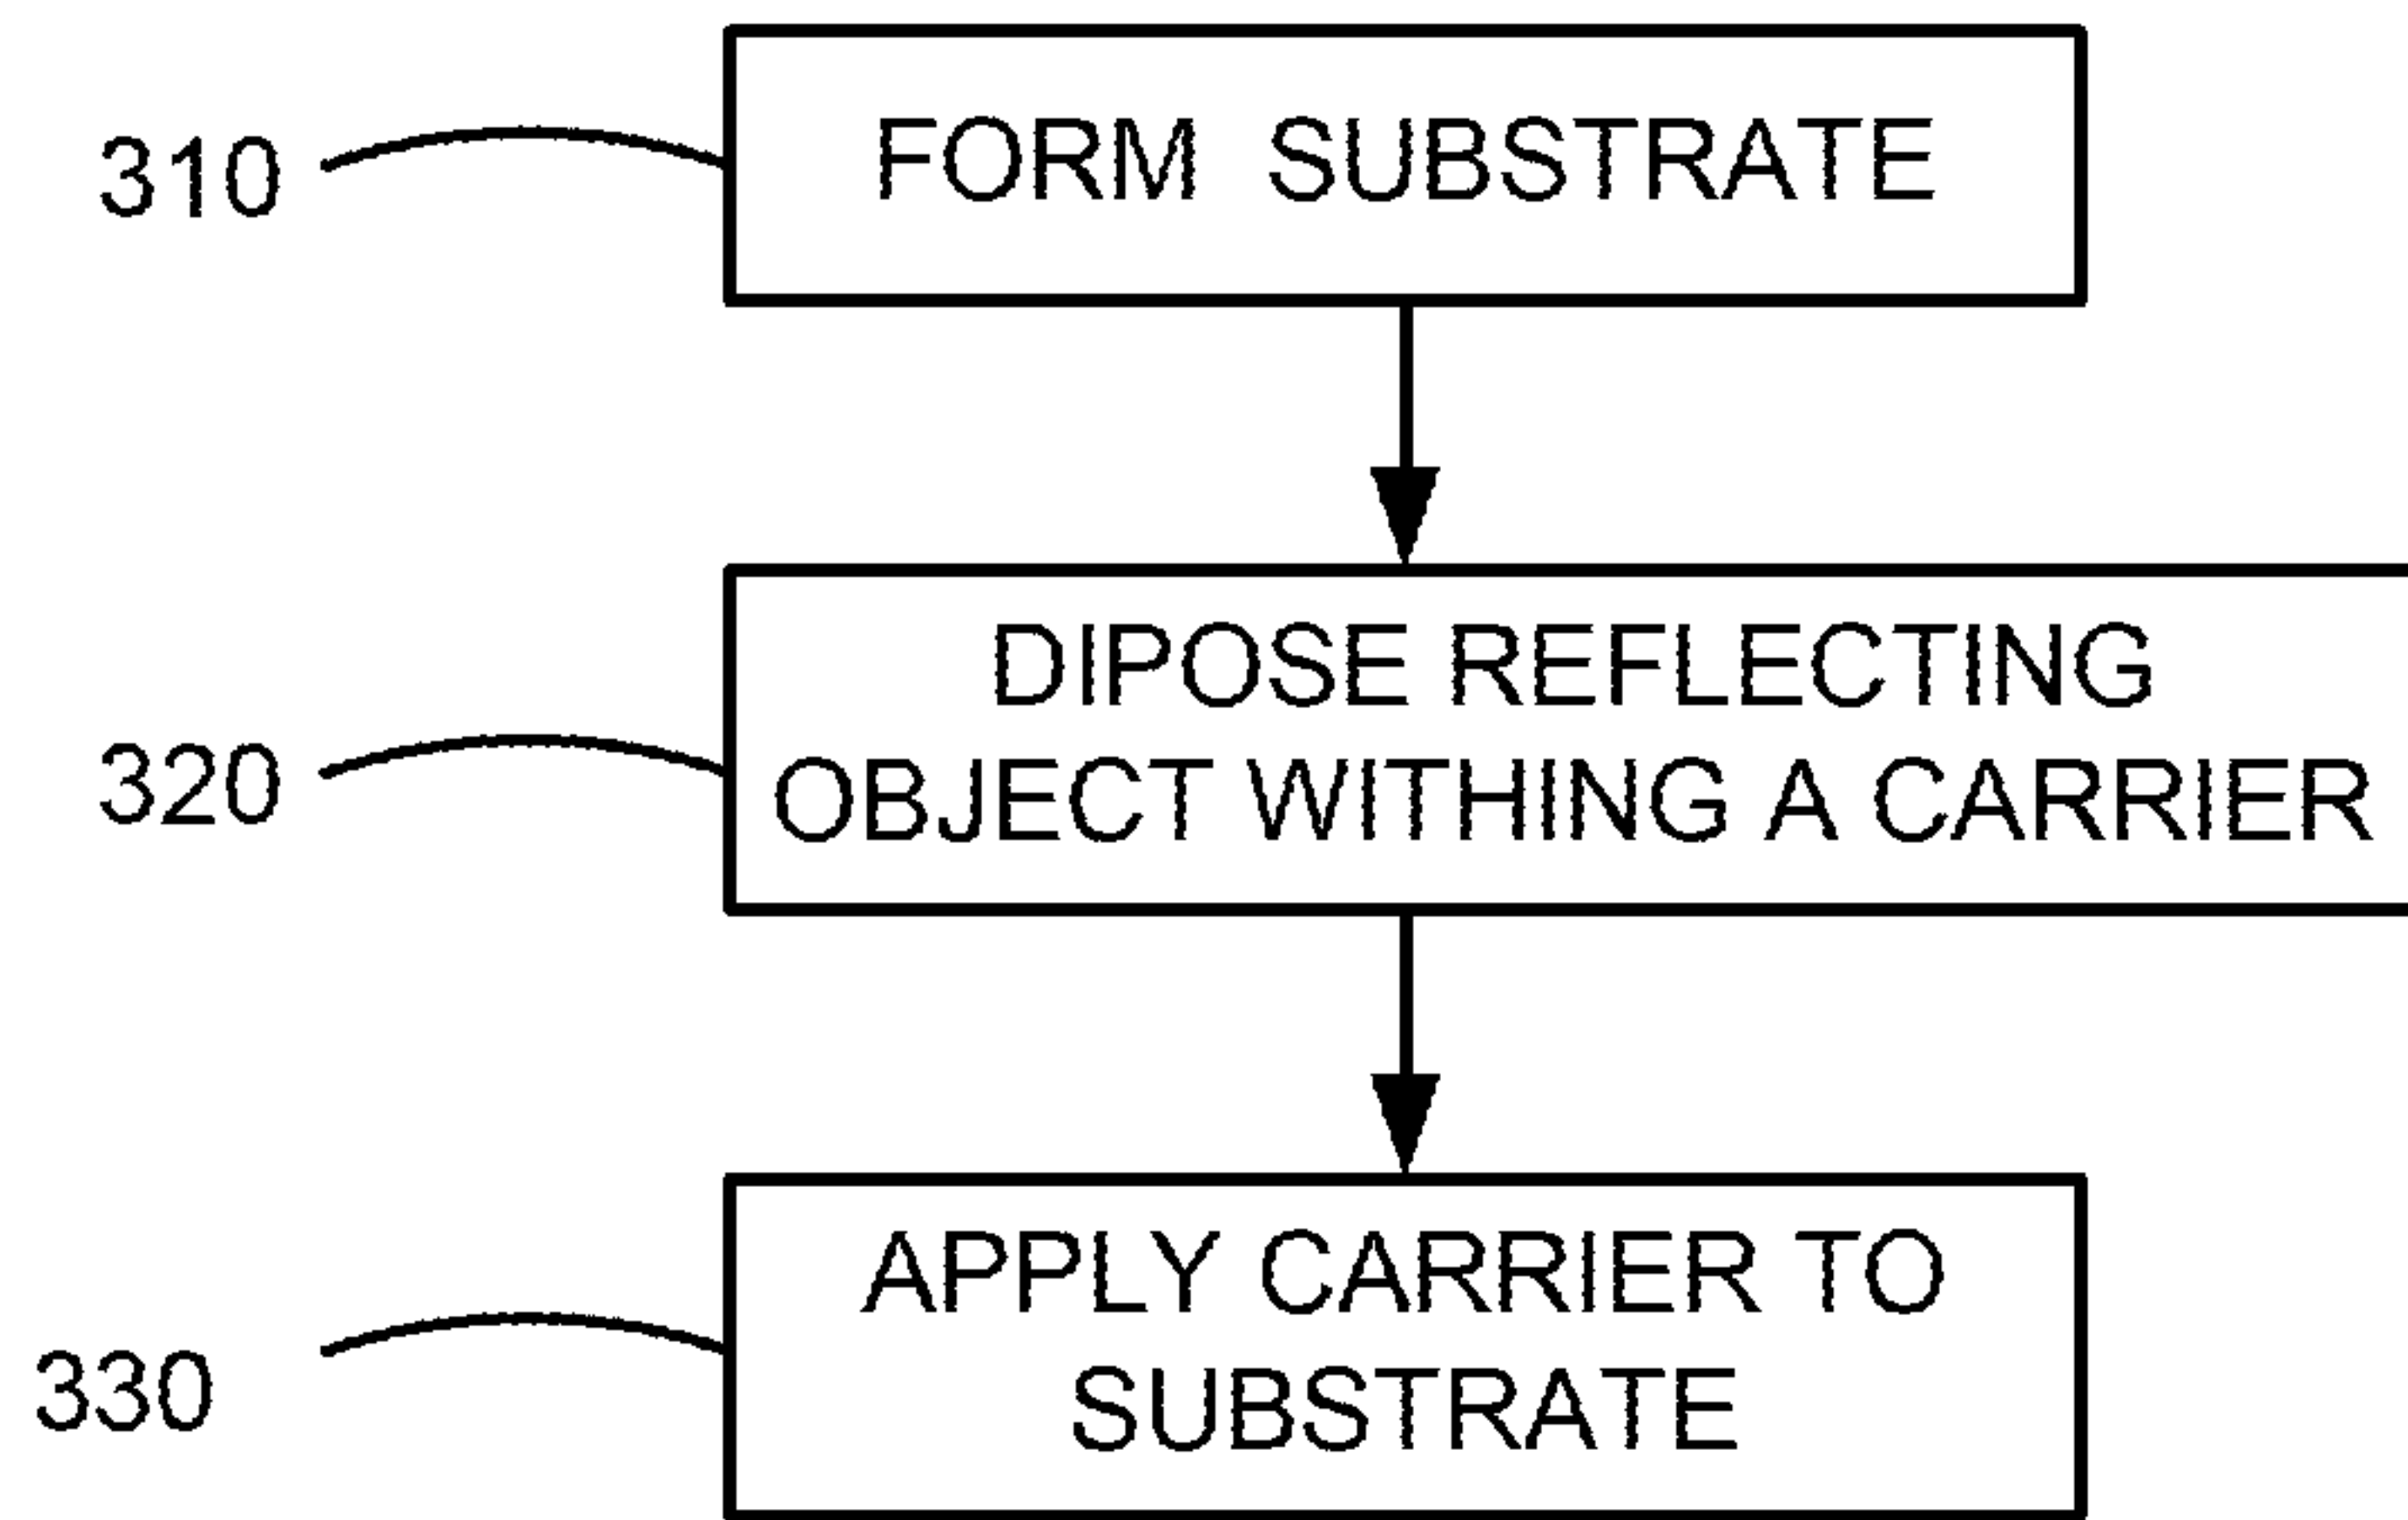 310
FORM SUBSTRATE
320
DIPOSE REFLECTING
OBJECT WITHING A CARRIER
330
APPLY CARRIER TO
SUBSTRATE